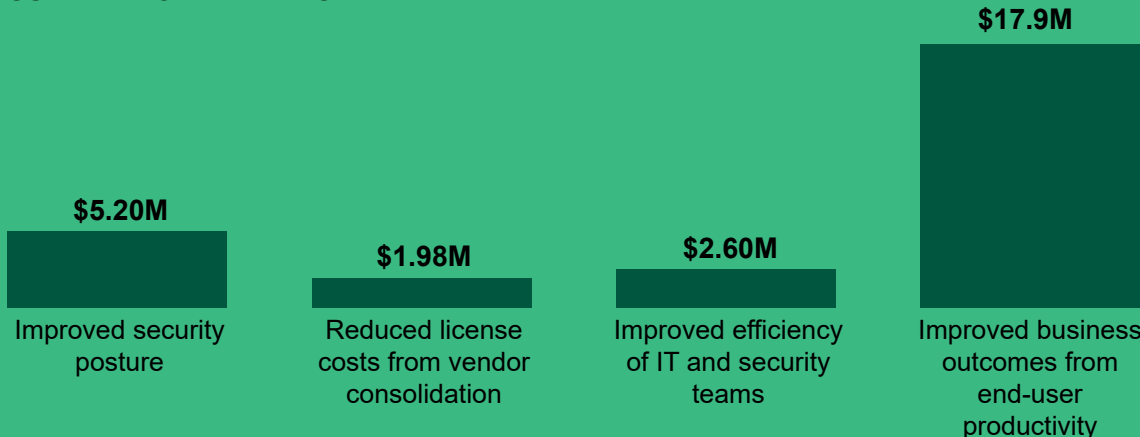 $17.9M
$5.20M
$1.98M
$2.60M
Improved security
posture
Reduced license
costs from vendor
consolidation
Improved efficiency
of IT and security
teams
Improved business
outcomes from
end-user
productivity